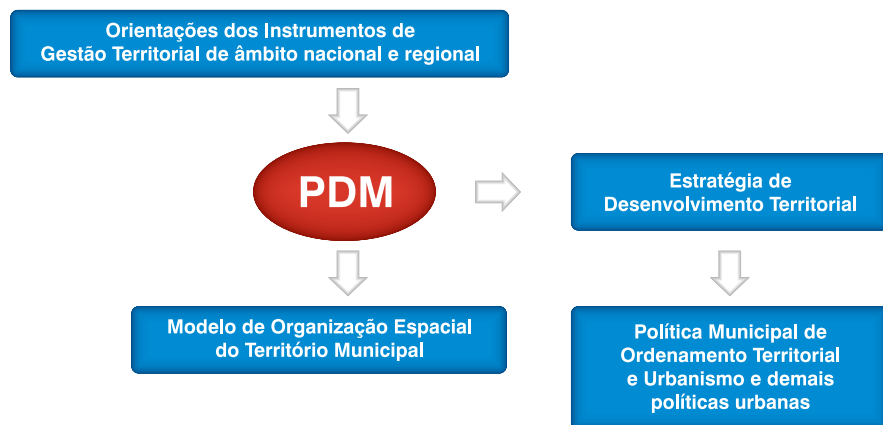 Orientações dos Instrumentos de
Gestão Territorial de âmbito nacional e regional
PDM
Estratégia de
Desenvolvimento Territorial
Modelo de Organização Espacial
do Território Municipal
Política Municipal de
Ordenamento Territorial
e Urbanismo e demais
políticas urbanas